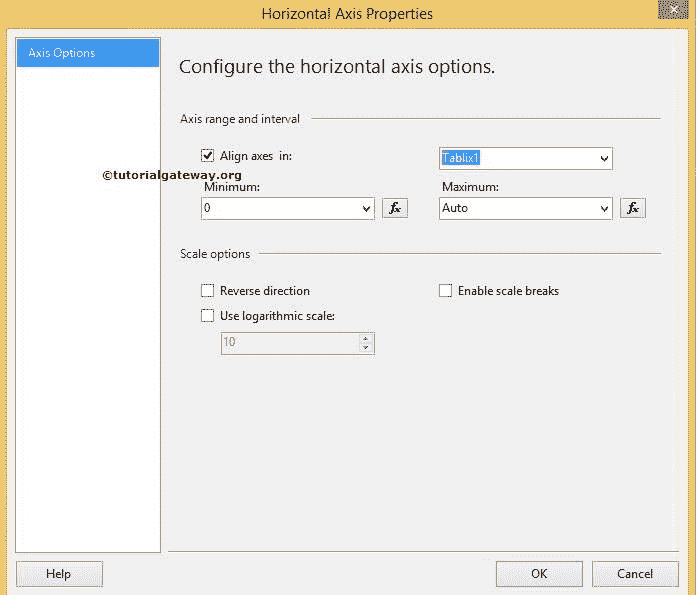 Horizontal Axis Properties
Axis Options
Configure the horizontal axis options.
Axis range and interval
Align axes in:
Tablix1
©tutorialgateway.org
Minimum:
Maximum:
0
fx
Auto
fx
Scale options
Reverse direction
Enable scale breaks
Use logarithmic scale:
10
Help
OK
Cancel